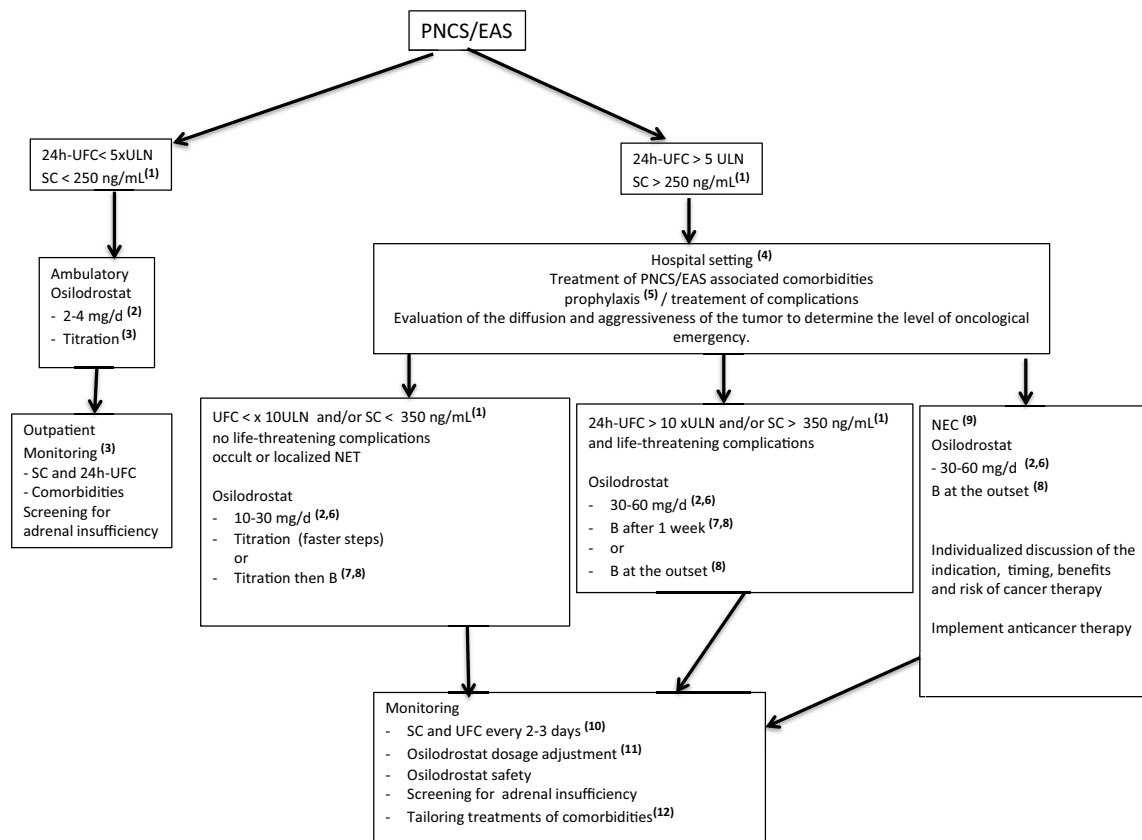 PNCS/EAS
24h-UFC< 5xULN
SC < 250 ng/mL(1)
24h-UFC > 5 ULN
SC > 250 ng/mL(1)
Ambulatory
Osilodrostat
- 2-4 mg/d (2)
- Titration (3)
Hospital setting (4)
Treatment of PNCS/EAS associated comorbidities
prophylaxis (5) / treatement of complications
Evaluation of the diffusion and aggressiveness of the tumor to determine the level of oncological
emergency.
Outpatient
Monitoring (3)
- SC and 24h-UFC
- Comorbidities
Screening for
adrenal insufficiency
UFC < x 10ULN and/or SC < 350 ng/mL(1)
no life-threatening complications
occult or localized NET
Osilodrostat
- 10-30 mg/d (2,6)
- Titration (faster steps)
or
- Titration then B (7,8)
24h-UFC > 10 xULN and/or SC > 350 ng/mL(1)
and life-threatening complications
Osilodrostat
- 30-60 mg/d (2,6)
- B after 1 week (7,8)
- or
- B at the outset (8)
NEC (9)
Osilodrostat
- 30-60 mg/d (2,6)
B at the outset (8)
Individualized discussion of the
indication, timing, benefits
and risk of cancer therapy
Implement anticancer therapy
Monitoring
- SC and UFC every 2-3 days (10)
- Osilodrostat dosage adjustment (11)
- Osilodrostat safety
- Screening for adrenal insufficiency
- Tailoring treatments of comorbidities(12)